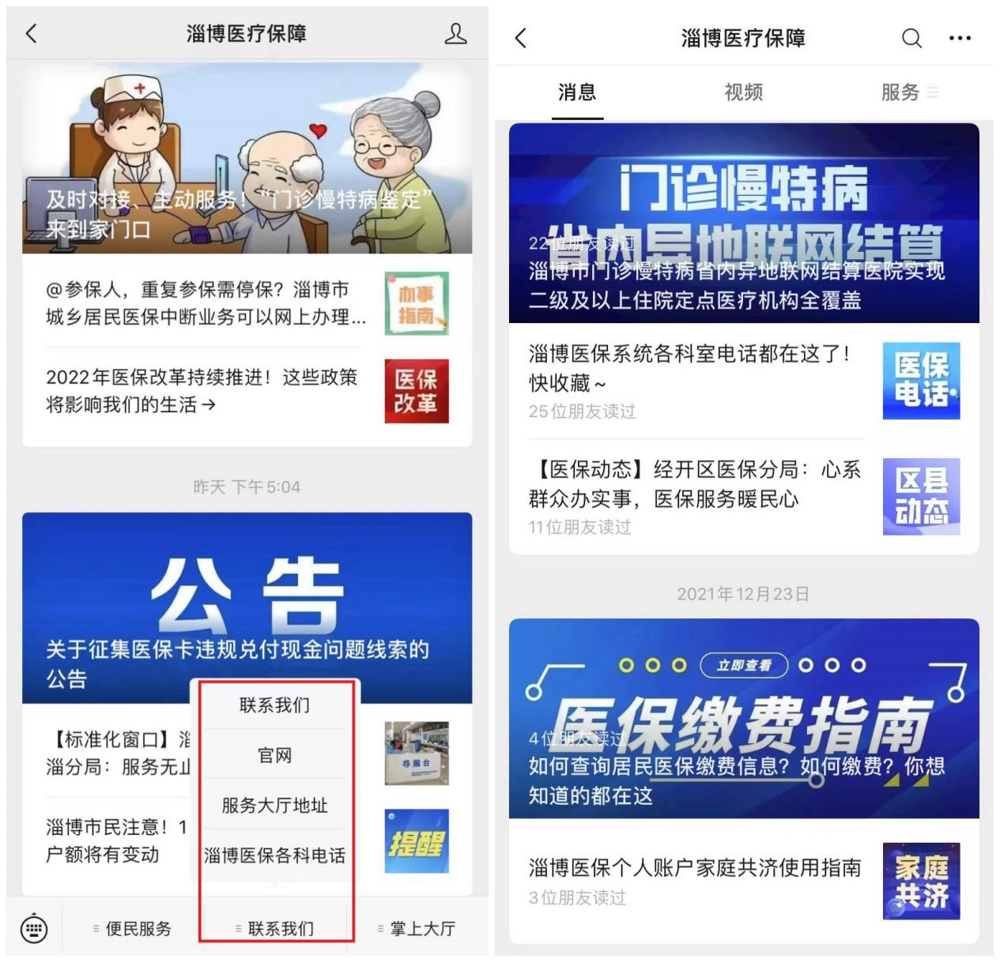 淄博医疗保障
及时对接、主动服务！“门诊慢特病鉴定”
来到家门口
@参保人，重复参保需停保？淄博市
城乡居民医保中断业务可以网上办理...
办事
指南
2022年医保改革持续推进！这些政策
将影响我们的生活→
医保
改革
昨天 下午5:04
公告
关于征集医保卡违规兑付现金问题线索的
公告
【标准化窗口】淄
淄分局：服务无止
导服台
淄博市民注意！1
户额将有变动
提醒
联系我们
官网
服务大厅地址
淄博医保各科电话
便民服务
联系我们
掌上大厅
淄博医疗保障
消息
视频
服务
门诊慢特病
省内异地联网结算
22位朋友读过
淄博市门诊慢特病省内异地联网结算医院实现
二级及以上住院定点医疗机构全覆盖
淄博医保系统各科室电话都在这了！
快收藏~
25位朋友读过
医保
电话
【医保动态】经开区医保分局：心系
群众办实事，医保服务暖民心
11位朋友读过
区县
动态
2021年12月23日
立即查看
医保缴费指南
4位朋友读过
如何查询居民医保缴费信息？如何缴费？你想
知道的都在这
淄博医保个人账户家庭共济使用指南
3位朋友读过
家庭
共济